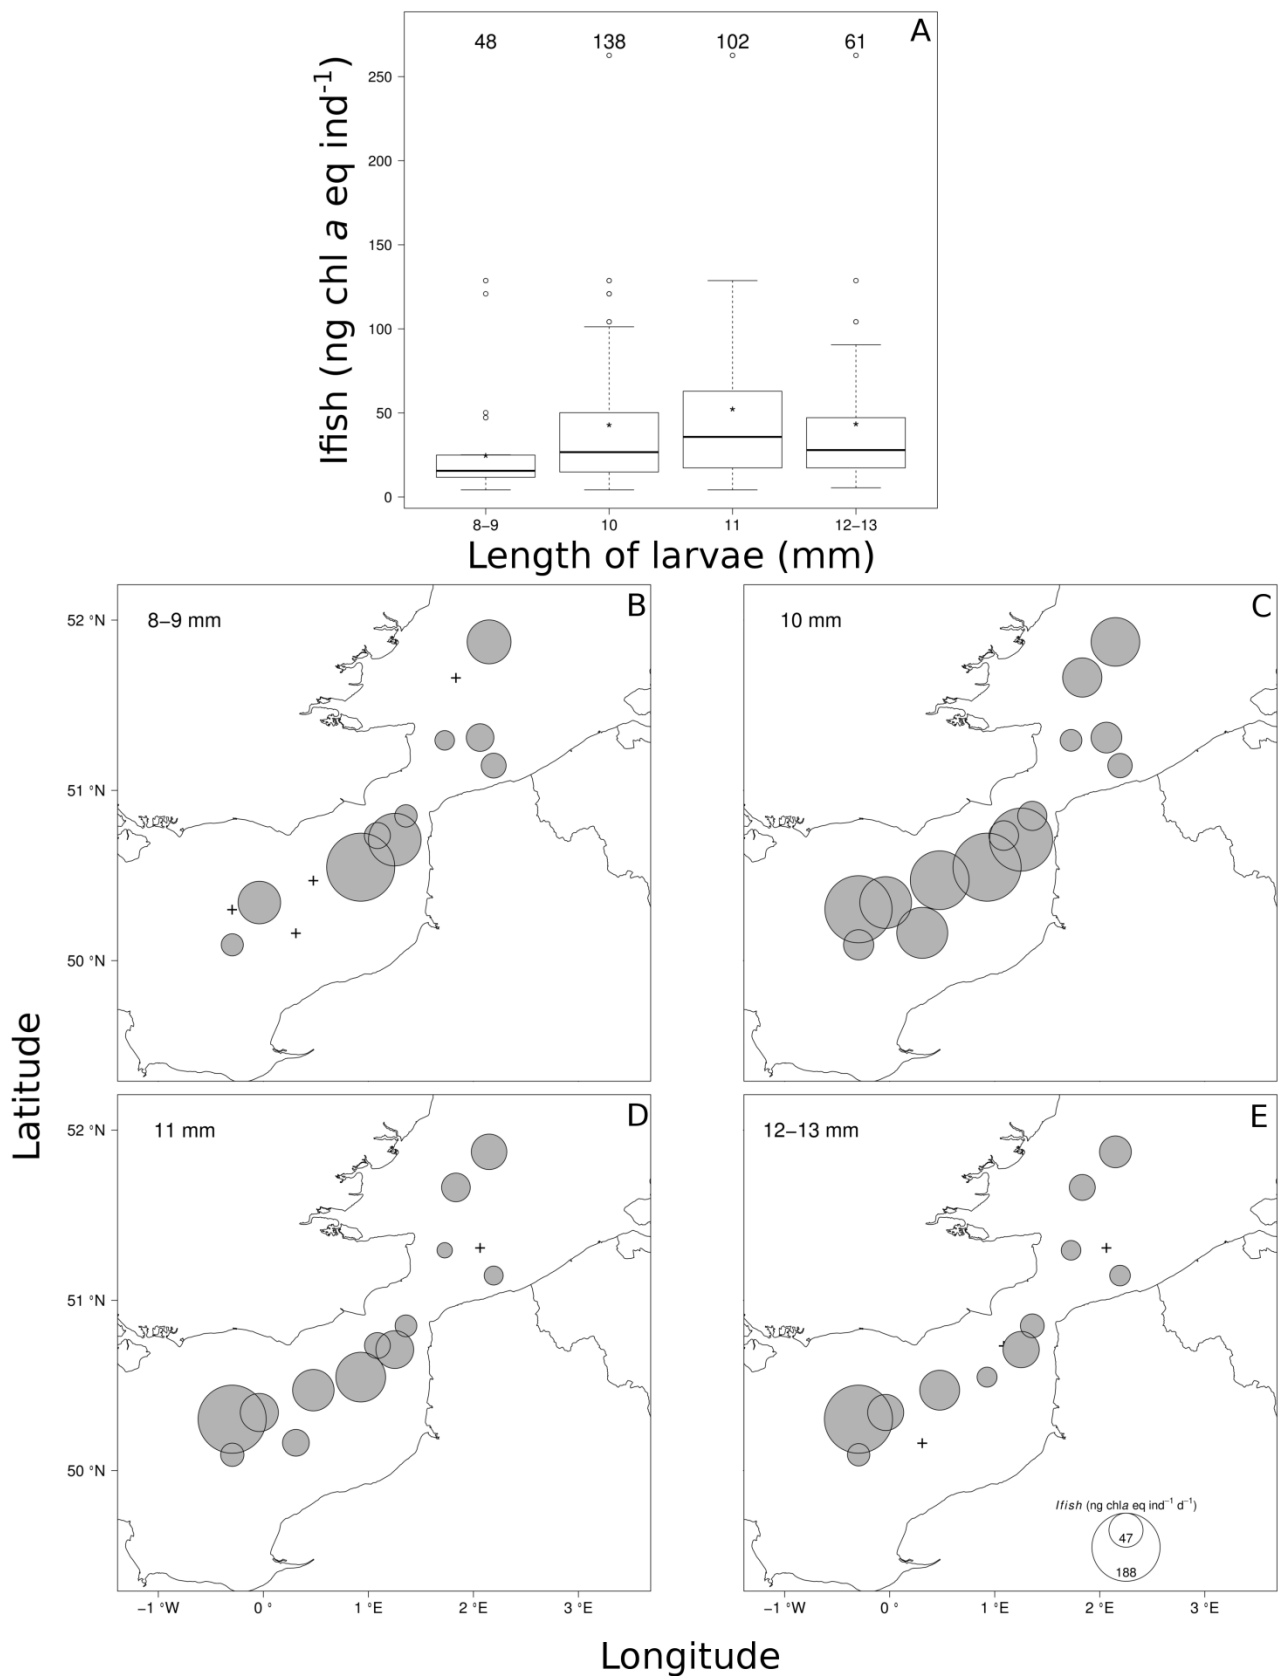 A
48 138 102 61
Ifish (ng chl a eq ind-1)
250
200
150
100
50
0
8–9 10 11 12–13
Length of larvae (mm)
B
8–9 mm
52 °N
51 °N
50 °N
C
10 mm
Latitude
D
11 mm
52 °N
51 °N
50 °N
–1 °W 0 ° 1 °E 2 °E 3 °E
E
12–13 mm
Ifish (ng chla eq ind–1 d–1)
47
188
–1 °W 0 ° 1 °E 2 °E 3 °E
Longitude